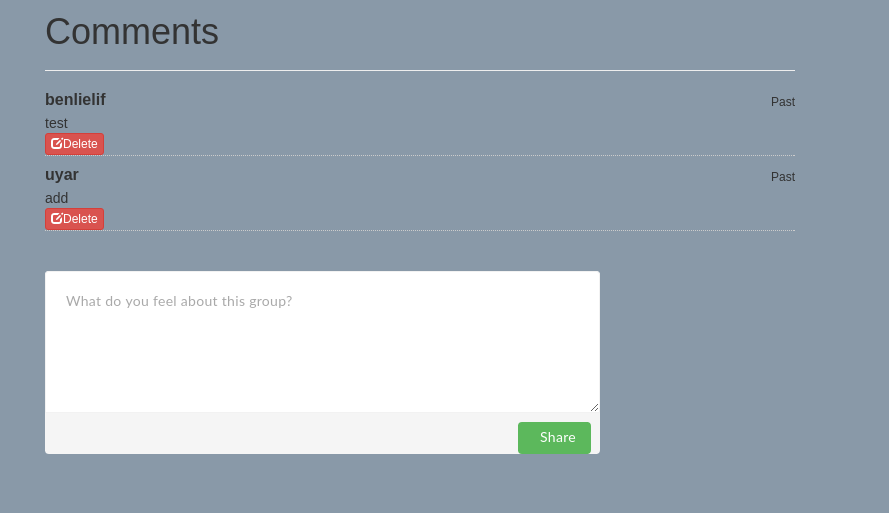 Comments
benlielif Past
test
Delete
uyar Past
add
Delete
What do you feel about this group?
Share